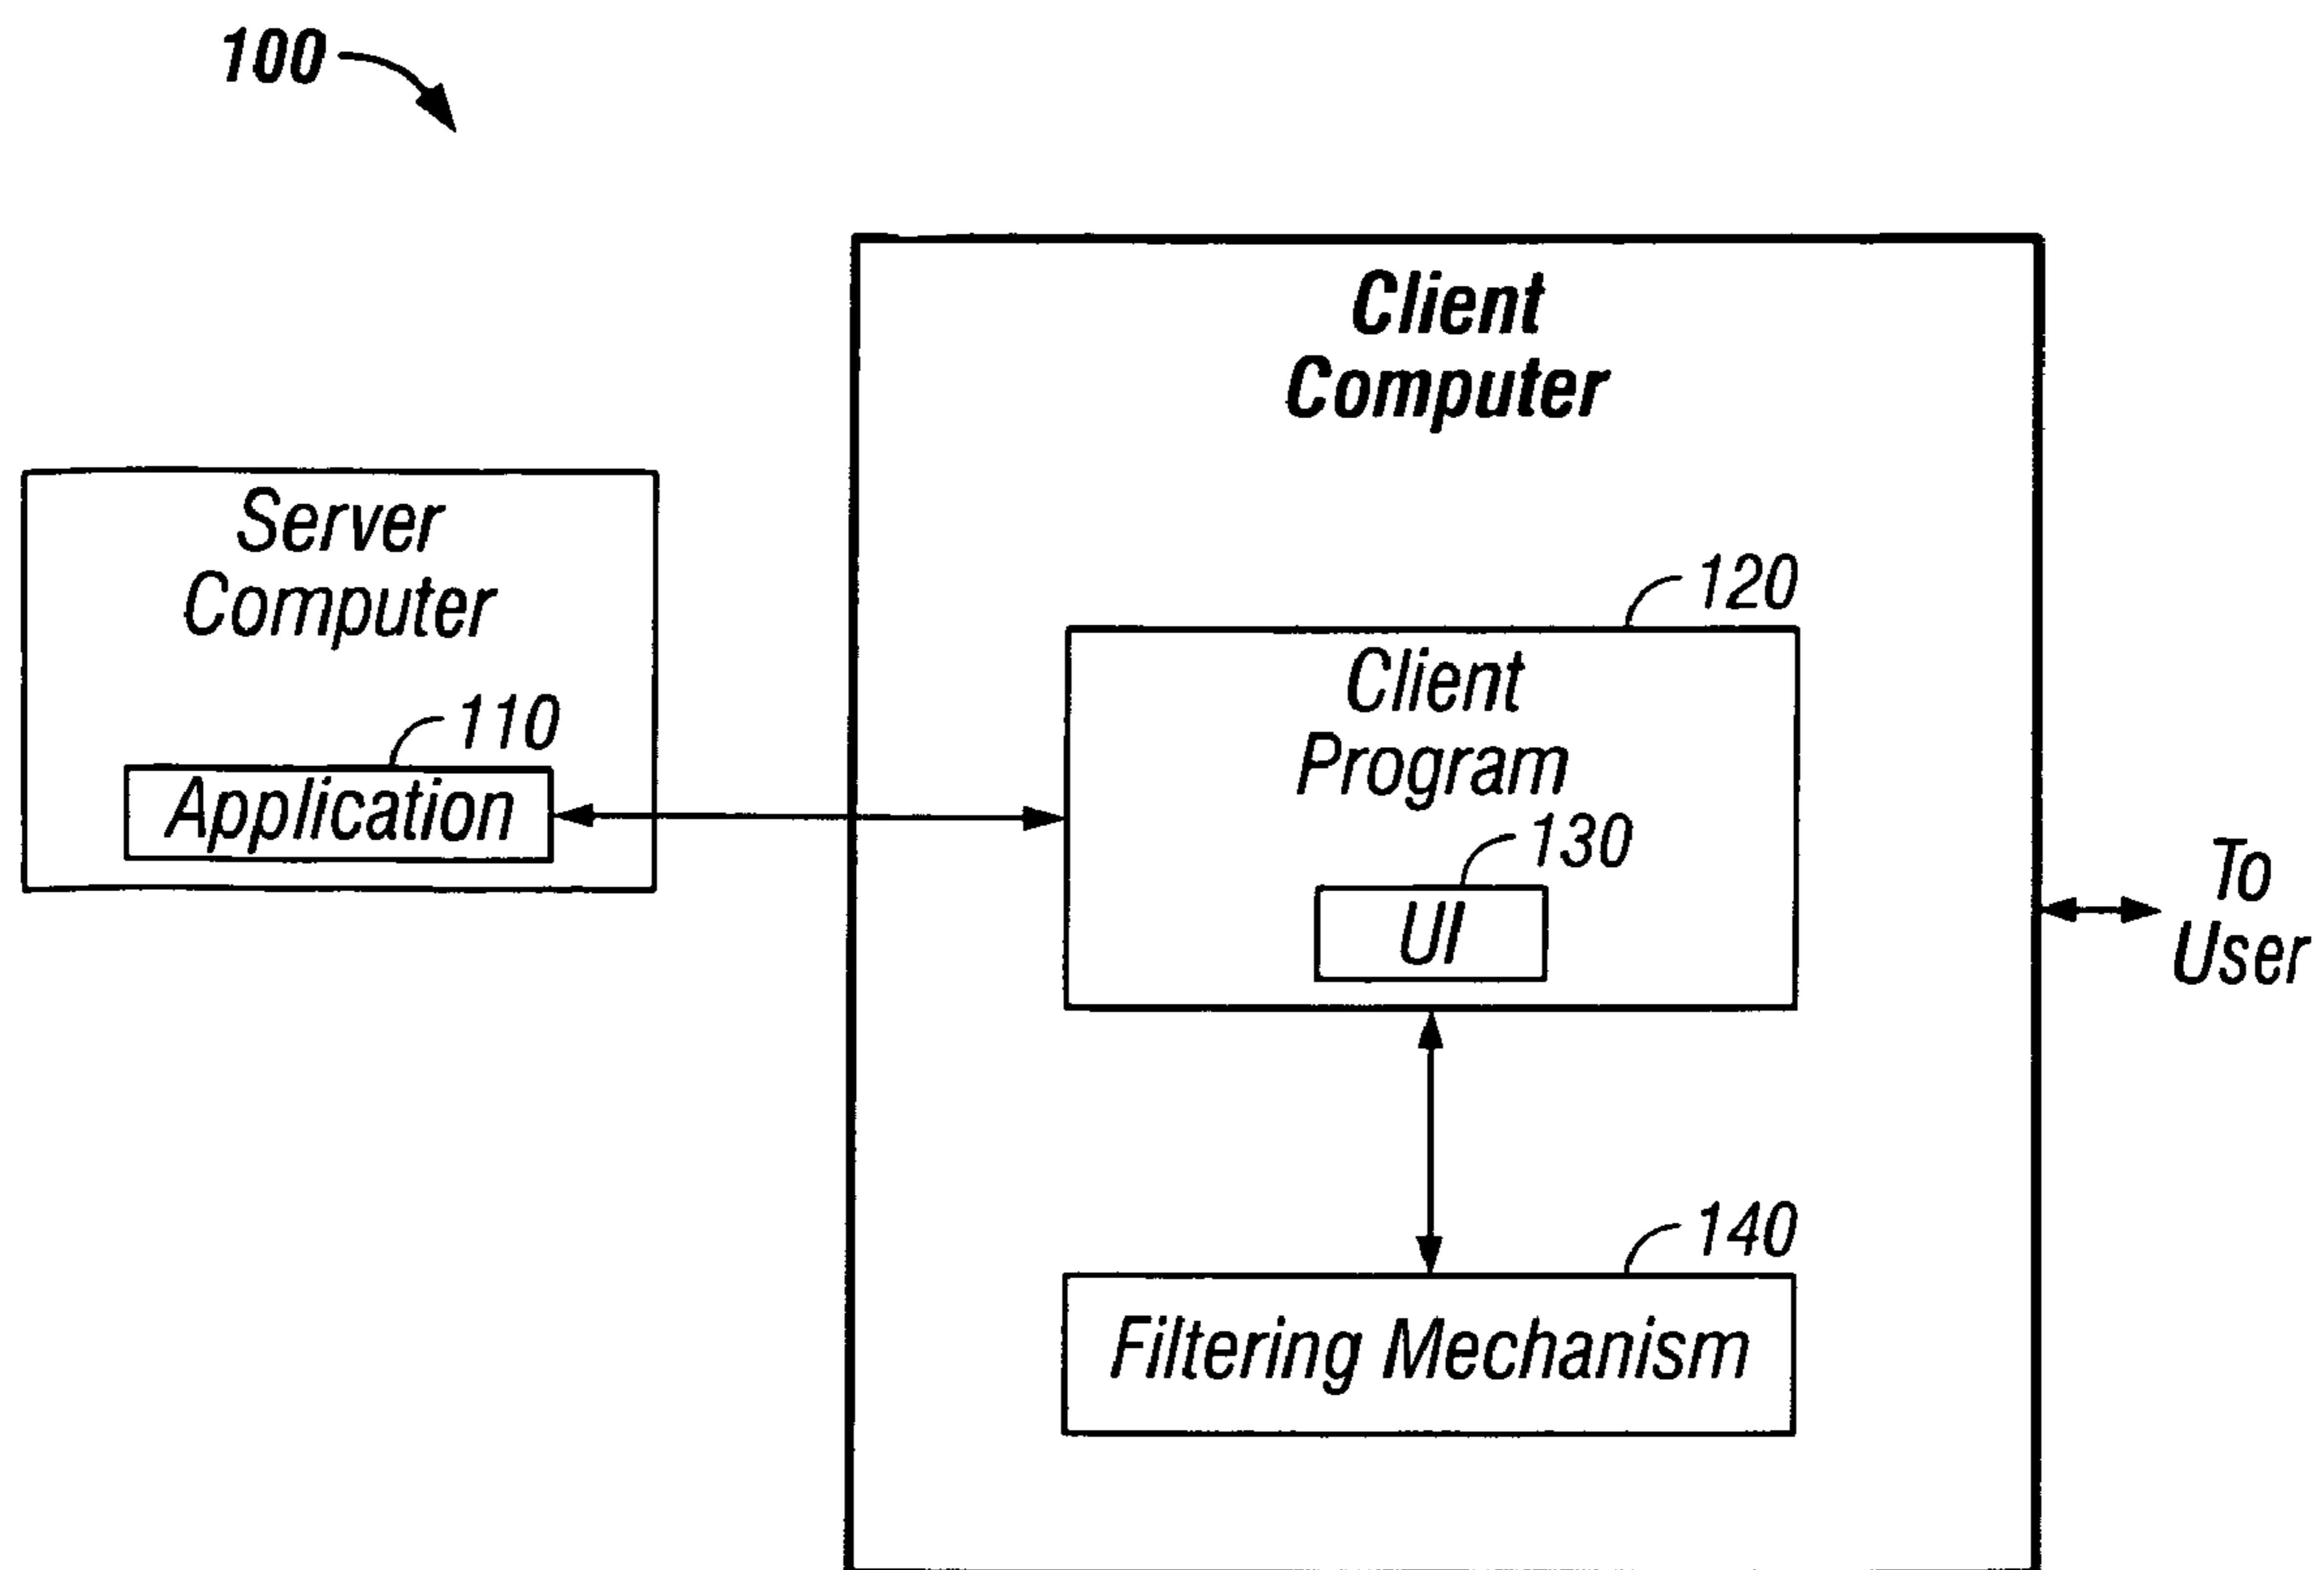 100
Client
Computer
Server
Computer
120
Client
Program
110
Application
130
UI
To
User
140
Filtering Mechanism